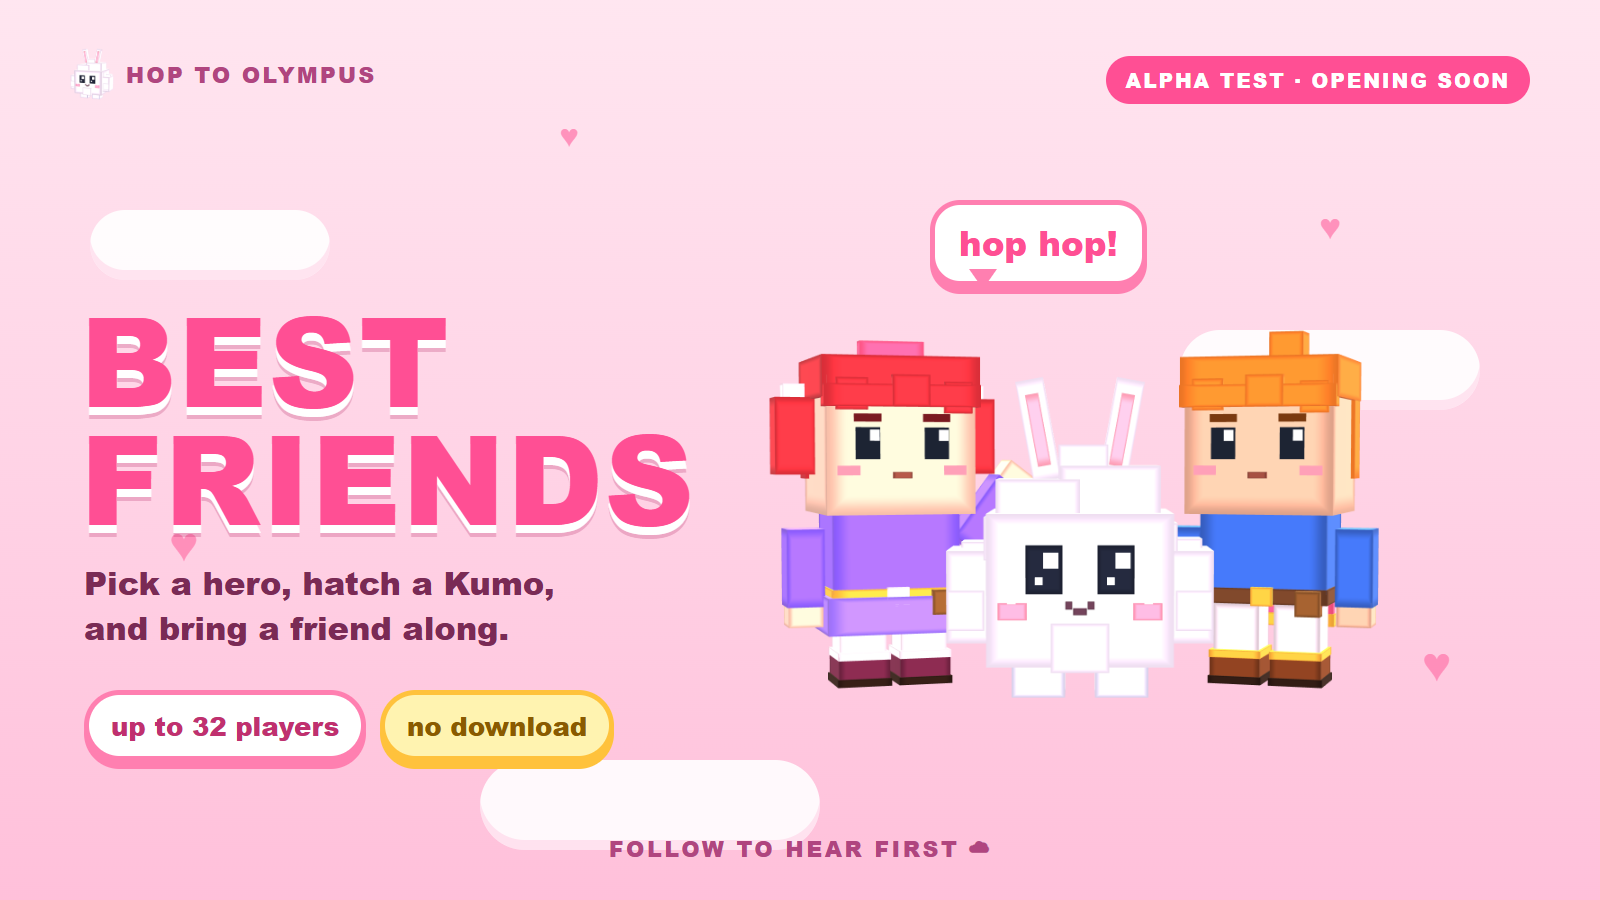 HOP TO OLYMPUS
ALPHA TEST · OPENING SOON
hop hop!
BEST
FRIENDS
Pick a hero, hatch a Kumo,
and bring a friend along.
up to 32 players
no download
FOLLOW TO HEAR FIRST ☁